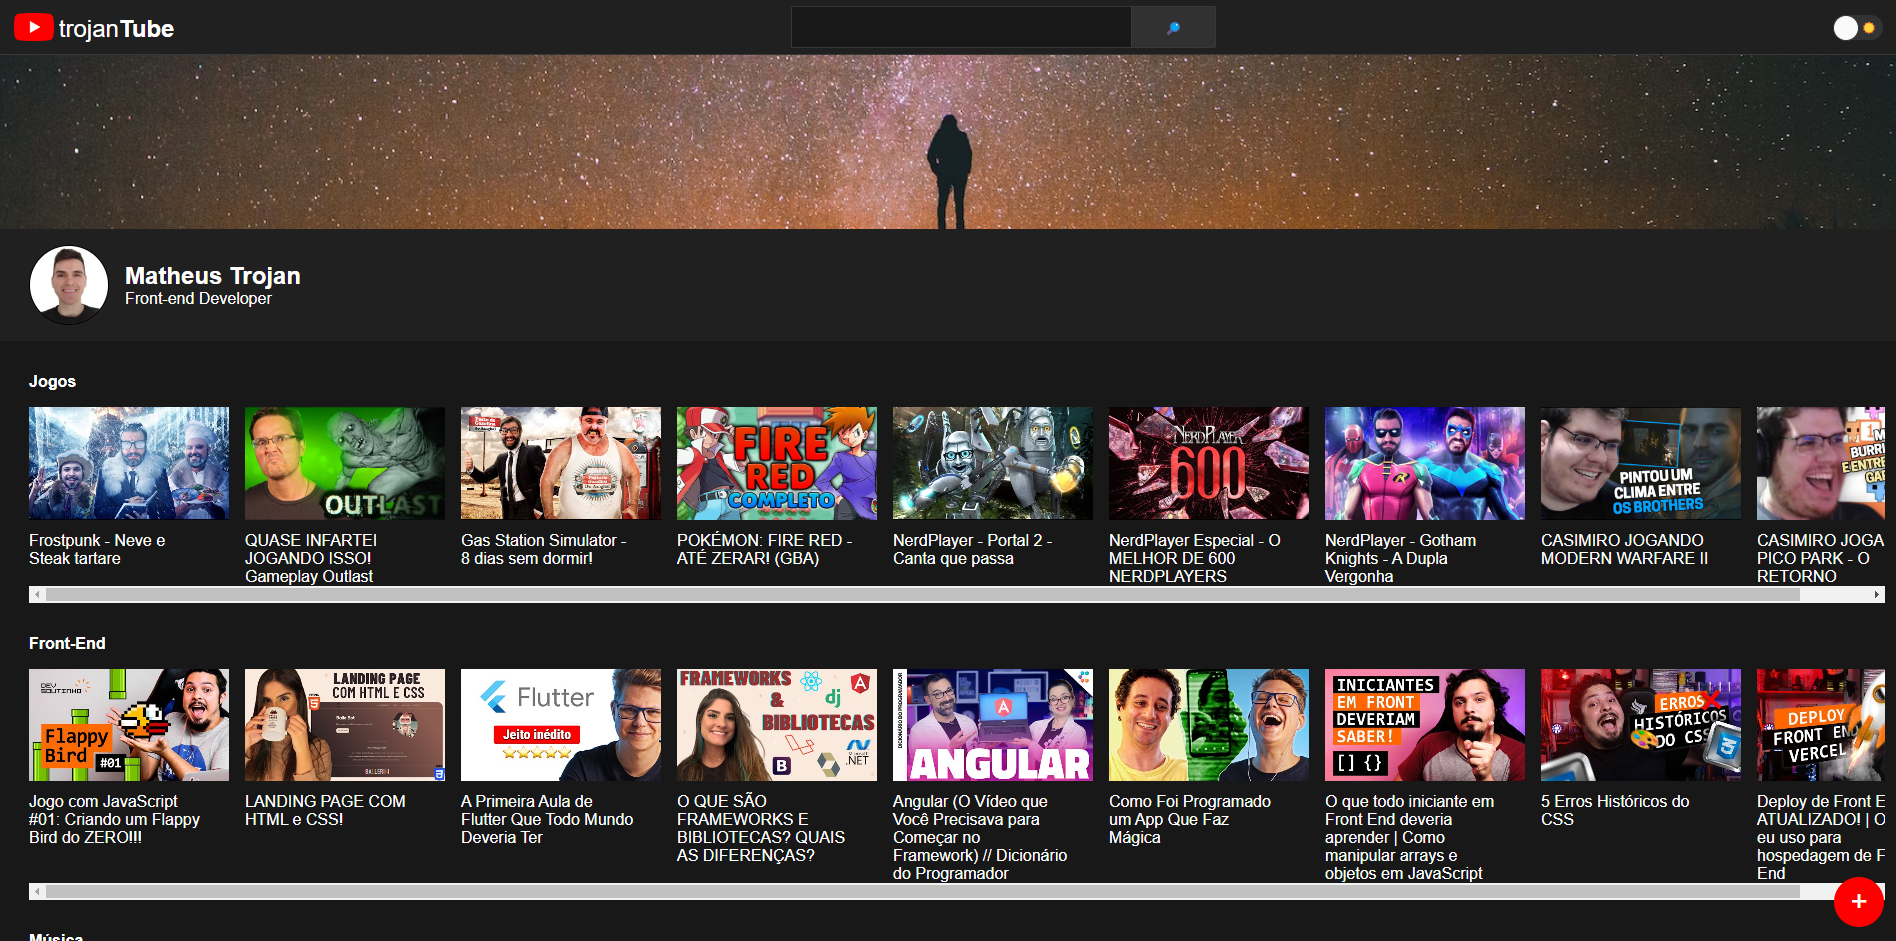 trojanTube
Matheus Trojan
Front-end Developer
Jogos
OUTLAST
FIRE
RED
COMPLETO
NERDPLAYER
600
PINTOU UM
CLIMA ENTRE
OS BROTHERS
Frostpunk - Neve e
Steak tartare
QUASE INFARTEI
JOGANDO ISSO!
Gameplay Outlast
Gas Station Simulator -
8 dias sem dormir!
POKÉMON: FIRE RED -
ATÉ ZERAR! (GBA)
NerdPlayer - Portal 2 -
Canta que passa
NerdPlayer Especial - O
MELHOR DE 600
NERDPLAYERS
NerdPlayer - Gotham
Knights - A Dupla
Vergonha
CASIMIRO JOGANDO
MODERN WARFARE II
CASIMIRO JOGA
PICO PARK - O
RETORNO
Front-End
DEV
SOUTINHO
Flappy
Bird #01
LANDING PAGE
COM HTML E CSS
Flutter
Jeito inédito
FRAMEWORKS
&
BIBLIOTECAS
dj
B
.NET
DICIONÁRIO DO PROGRAMADOR
ANGULAR
INICIANTES
EM FRONT
DEVERIAM
SABER!
[] {}
ERROS
HISTÓRICOS
DO CSS
DEPLOY
FRONT END
VERCEL
Jogo com JavaScript
#01: Criando um Flappy
Bird do ZERO!!!
LANDING PAGE COM
HTML e CSS!
A Primeira Aula de
Flutter Que Todo Mundo
Deveria Ter
O QUE SÃO
FRAMEWORKS E
BIBLIOTECAS? QUAIS
AS DIFERENÇAS?
Angular (O Vídeo que
Você Precisava para
Começar no
Framework) // Dicionário
do Programador
Como Foi Programado
um App Que Faz
Mágica
O que todo iniciante em
Front End deveria
aprender | Como
manipular arrays e
objetos em JavaScript
5 Erros Históricos do
CSS
Deploy de Front E
ATUALIZADO! | O
eu uso para
hospedagem de F
End
+
Música